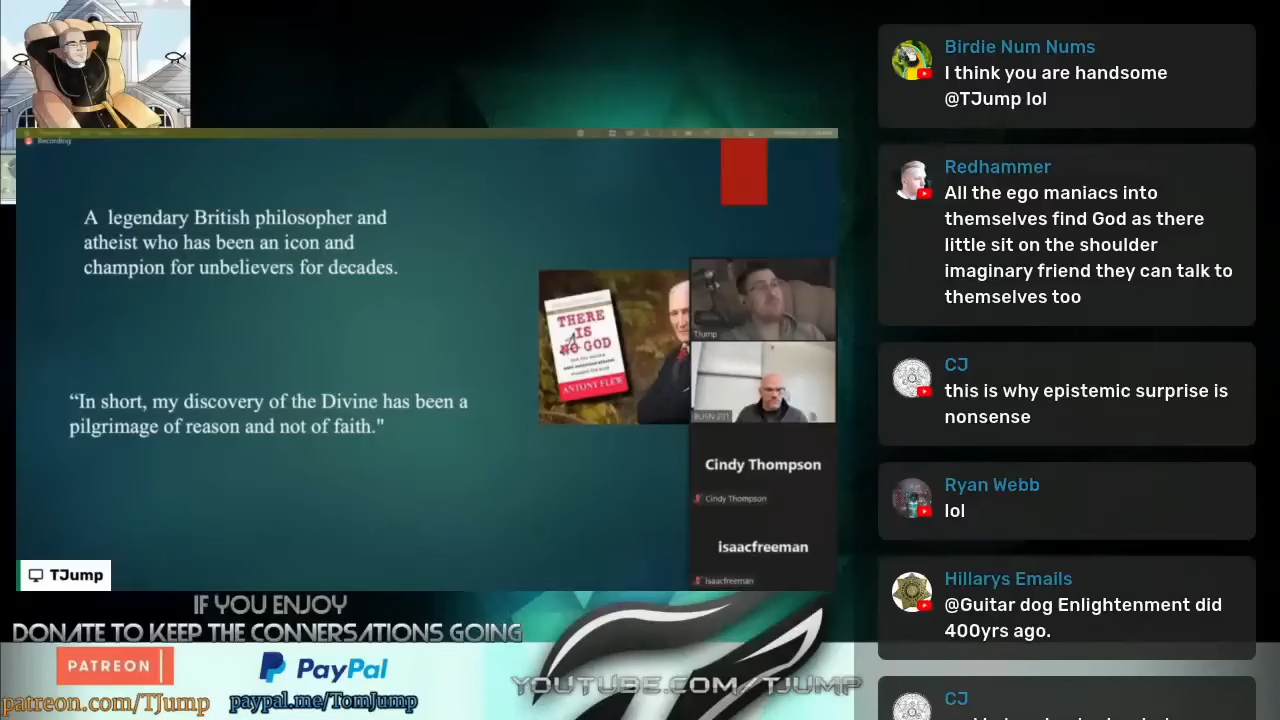 Recording
A legendary British philosopher and
atheist who has been an icon and
champion for unbelievers for decades.
“In short, my discovery of the Divine has been a
pilgrimage of reason and not of faith."
THERE
IS
A
NO GOD
ANTONY FLEW
TJump
BUSN-231
Cindy Thompson
Cindy Thompson
isaacfreeman
isaacfreeman
TJump
IF YOU ENJOY
DONATE TO KEEP THE CONVERSATIONS GOING
PATREON
PayPal
patreon.com/TJump
paypal.me/TomJump
YOUTUBE.COM/TJUMP
Birdie Num Nums
I think you are handsome
@TJump lol
Redhammer
All the ego maniacs into
themselves find God as there
little sit on the shoulder
imaginary friend they can talk to
themselves too
CJ
this is why epistemic surprise is
nonsense
Ryan Webb
lol
Hillarys Emails
@Guitar dog Enlightenment did
400yrs ago.
CJ